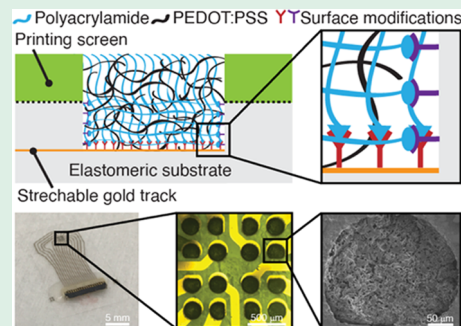 Polyacrylamide PEDOT:PSS Surface modifications
Printing screen
Elastomeric substrate
Strechable gold track
5 mm
500 µm
50 µm